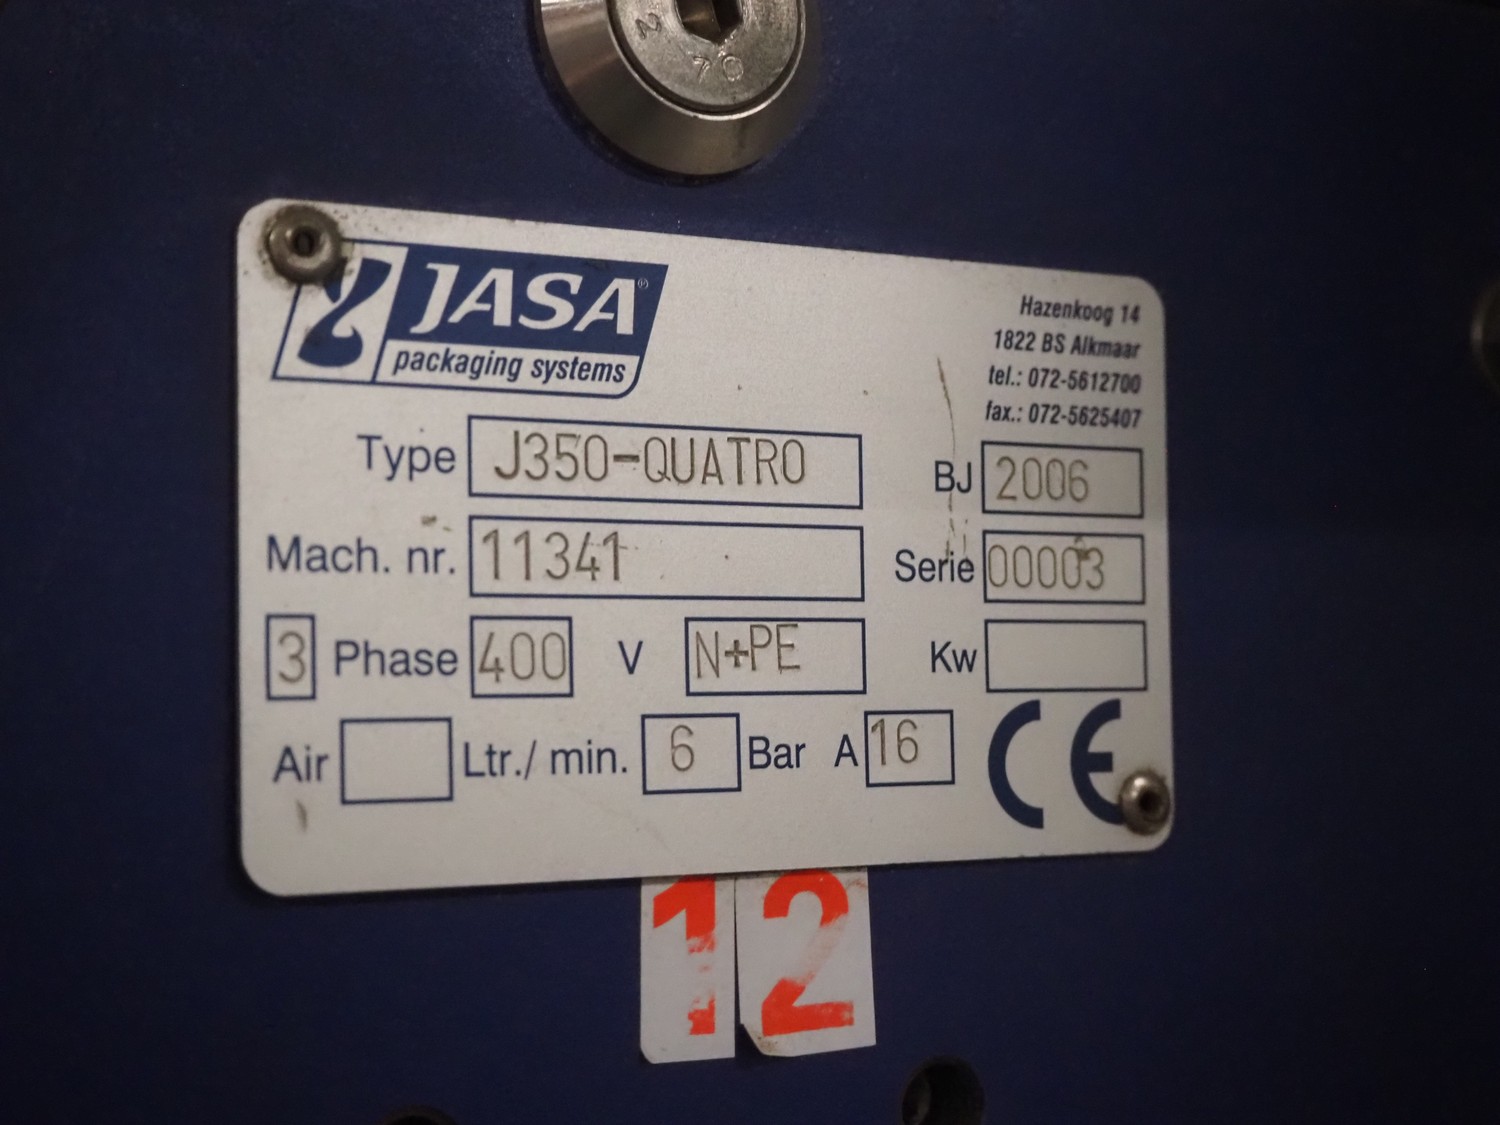 70
JASA®
packaging systems
Hazenkoog 14
1822 BS Alkmaar
tel.: 072-5612700
fax.: 072-5625407
Type J350-QUATRO BJ 2006
Mach. nr. 11341 Serie 00003
3 Phase 400 V N+PE Kw
Air Ltr./ min. 6 Bar A 16 CE
12